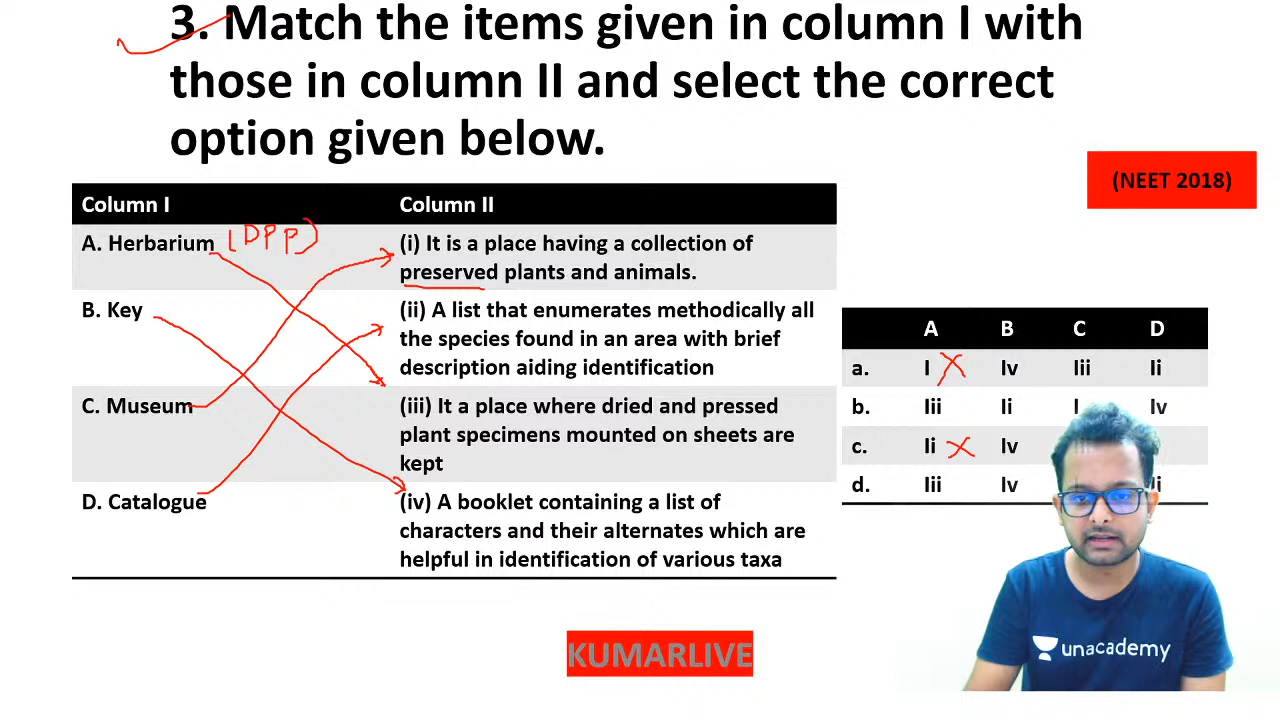 3. Match the items given in column I with
those in column II and select the correct
option given below.
(NEET 2018)
Column I Column II
A. Herbarium (DPP) (i) It is a place having a collection of
preserved plants and animals.
B. Key (ii) A list that enumerates methodically all
the species found in an area with brief
description aiding identification
C. Museum (iii) It a place where dried and pressed
plant specimens mounted on sheets are
kept
D. Catalogue (iv) A booklet containing a list of
characters and their alternates which are
helpful in identification of various taxa
A B C D
a. I Iv Iii Ii
b. Iii Ii I Iv
c. Ii Iv
d. Iii Iv Ii
unacademy
KUMARLIVE